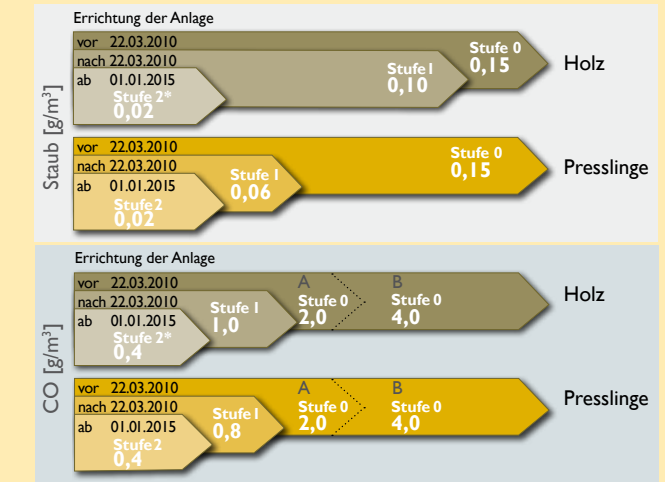 Errichtung der Anlage
Staub [g/m³]
vor 22.03.2010
Stufe 0
0,15
Holz
nach 22.03.2010
Stufe 1
0,10
ab 01.01.2015
Stufe 2*
0,02
vor 22.03.2010
Stufe 0
0,15
Presslinge
nach 22.03.2010
Stufe 1
0,06
ab 01.01.2015
Stufe 2
0,02
Errichtung der Anlage
CO [g/m³]
vor 22.03.2010
A B
Stufe 0 Stufe 0
2,0 4,0
Holz
nach 22.03.2010
Stufe 1
1,0
ab 01.01.2015
Stufe 2*
0,4
vor 22.03.2010
A B
Stufe 0 Stufe 0
2,0 4,0
Presslinge
nach 22.03.2010
Stufe 1
0,8
ab 01.01.2015
Stufe 2
0,4